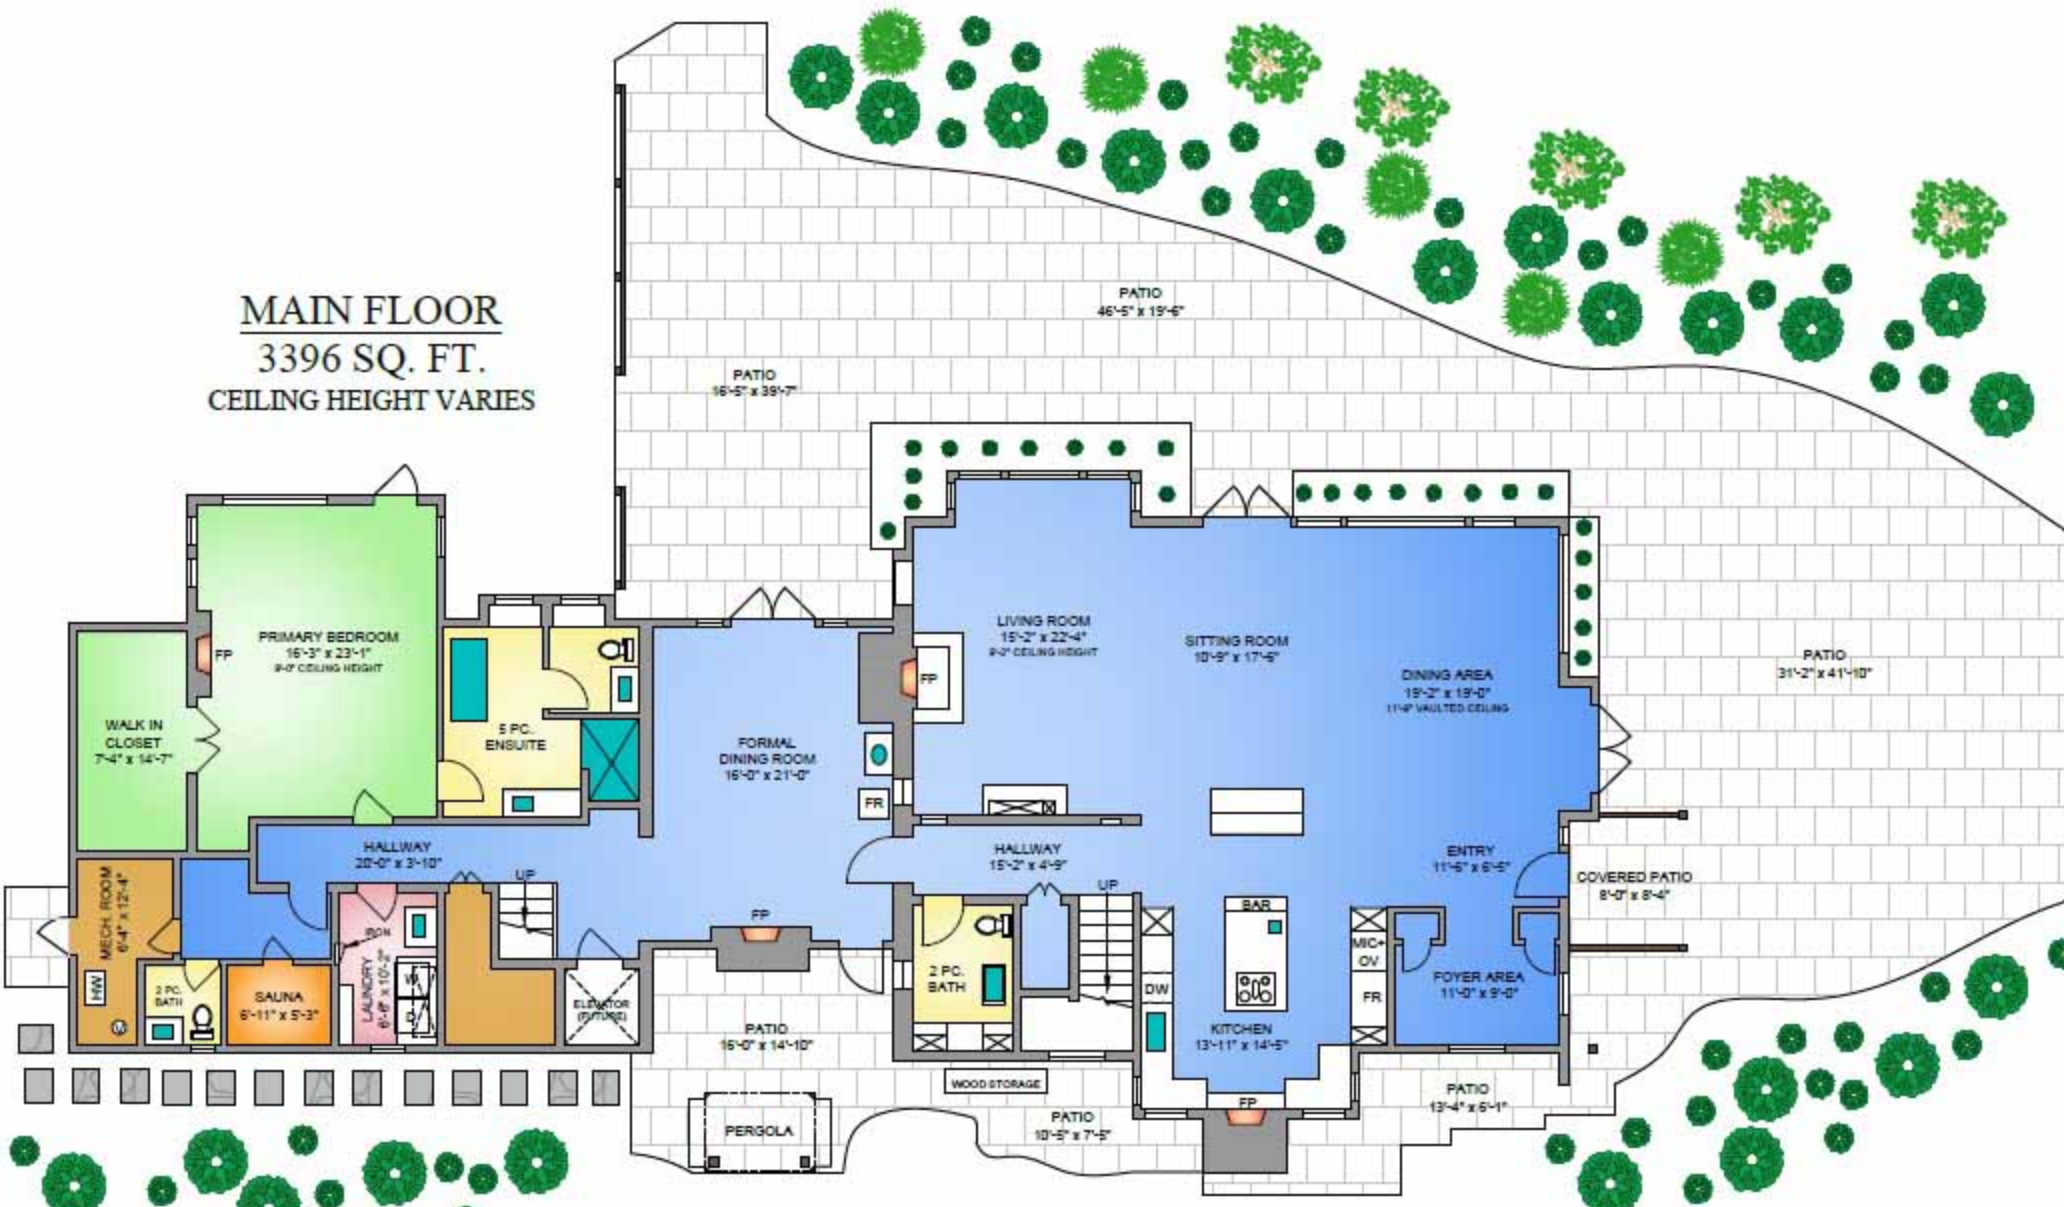 MAIN FLOOR
3396 SQ. FT.
CEILING HEIGHT VARIES
PATIO
46'-5" x 19'-6"
PATIO
16'-5" x 39'-7"
PRIMARY BEDROOM
16'-3" x 23'-1"
9'-0" CEILING HEIGHT
FP
WALK IN
CLOSET
7'-4" x 14'-7"
5 PC.
ENSUITE
FORMAL
DINING ROOM
16'-0" x 21'-0"
FR
FP
LIVING ROOM
15'-2" x 22'-4"
9'-2" CEILING HEIGHT
SITTING ROOM
10'-9" x 17'-6"
DINING AREA
19'-2" x 19'-0"
VAULTED CEILING
PATIO
31'-2" x 41'-10"
HALLWAY
20'-0" x 3'-10"
HALLWAY
15'-2" x 4'-9"
ENTRY
11'-6" x 6'-5"
COVERED PATIO
8'-0" x 8'-4"
MECH. ROOM
6'-4" x 12'-4"
HW
2 PC.
BATH
SAUNA
6'-11" x 5'-3"
IRON
LAUNDRY
6'-6" x 10'-2"
W
D
UP
ELEVATOR
(FUTURE)
FP
2 PC.
BATH
UP
DW
BAR
MIC+
OV
FR
KITCHEN
13'-11" x 14'-5"
FP
FOYER AREA
11'-0" x 9'-0"
PATIO
16'-0" x 14'-10"
PERGOLA
WOOD STORAGE
PATIO
10'-5" x 7'-5"
PATIO
13'-4" x 6'-1"